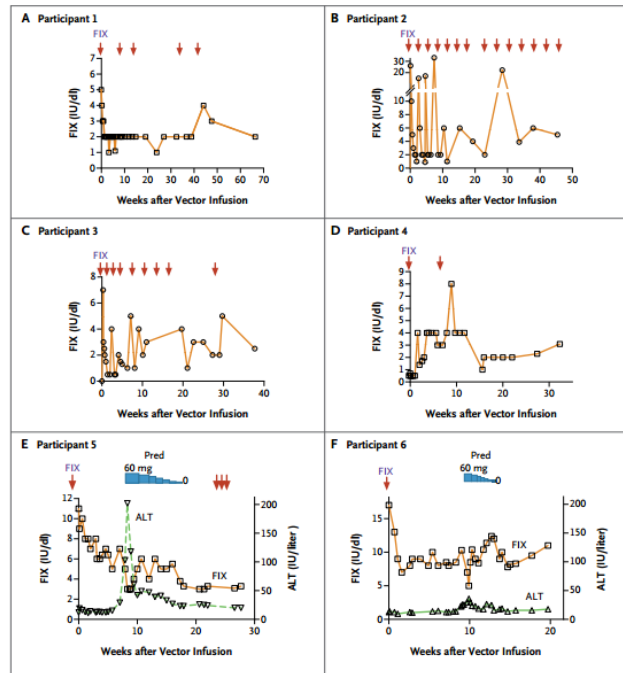 A Participant 1
FIX
FIX (IU/dl)
7
6
5
4
3
2
1
0
0 10 20 30 40 50 60 70
Weeks after Vector Infusion
B Participant 2
FIX
FIX (IU/dl)
30
20
10
8
6
4
2
0
0 10 20 30 40 50
Weeks after Vector Infusion
C Participant 3
FIX
FIX (IU/dl)
8
6
4
2
0
0 10 20 30 40
Weeks after Vector Infusion
D Participant 4
FIX
FIX (IU/dl)
9
8
7
6
5
4
3
2
1
0
0 10 20 30
Weeks after Vector Infusion
E Participant 5
Pred
FIX
60 mg
0
FIX (IU/dl)
12
10
8
6
4
2
0
ALT
FIX
200
150
100
50
0
ALT (IU/liter)
0 10 20 30
Weeks after Vector Infusion
F Participant 6
Pred
FIX
60 mg
0
FIX (IU/dl)
20
15
10
5
0
FIX
ALT
200
150
100
50
0
ALT (IU/liter)
0 5 10 15 20
Weeks after Vector Infusion